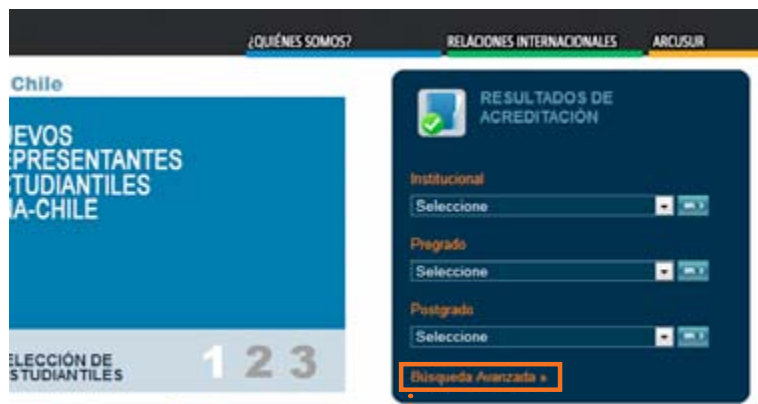 ¿QUIÉNES SOMOS? RELACIONES INTERNACIONALES ARCUSUR
Chile
EVOS
EPRESENTANTES
TUDIANTILES
A-CHILE
ELECCIÓN DE
STUDIANTILES
1 2 3
RESULTADOS DE
ACREDITACIÓN
Institucional
Seleccione
Pregrado
Seleccione
Postgrado
Seleccione
Búsqueda Avanzada »